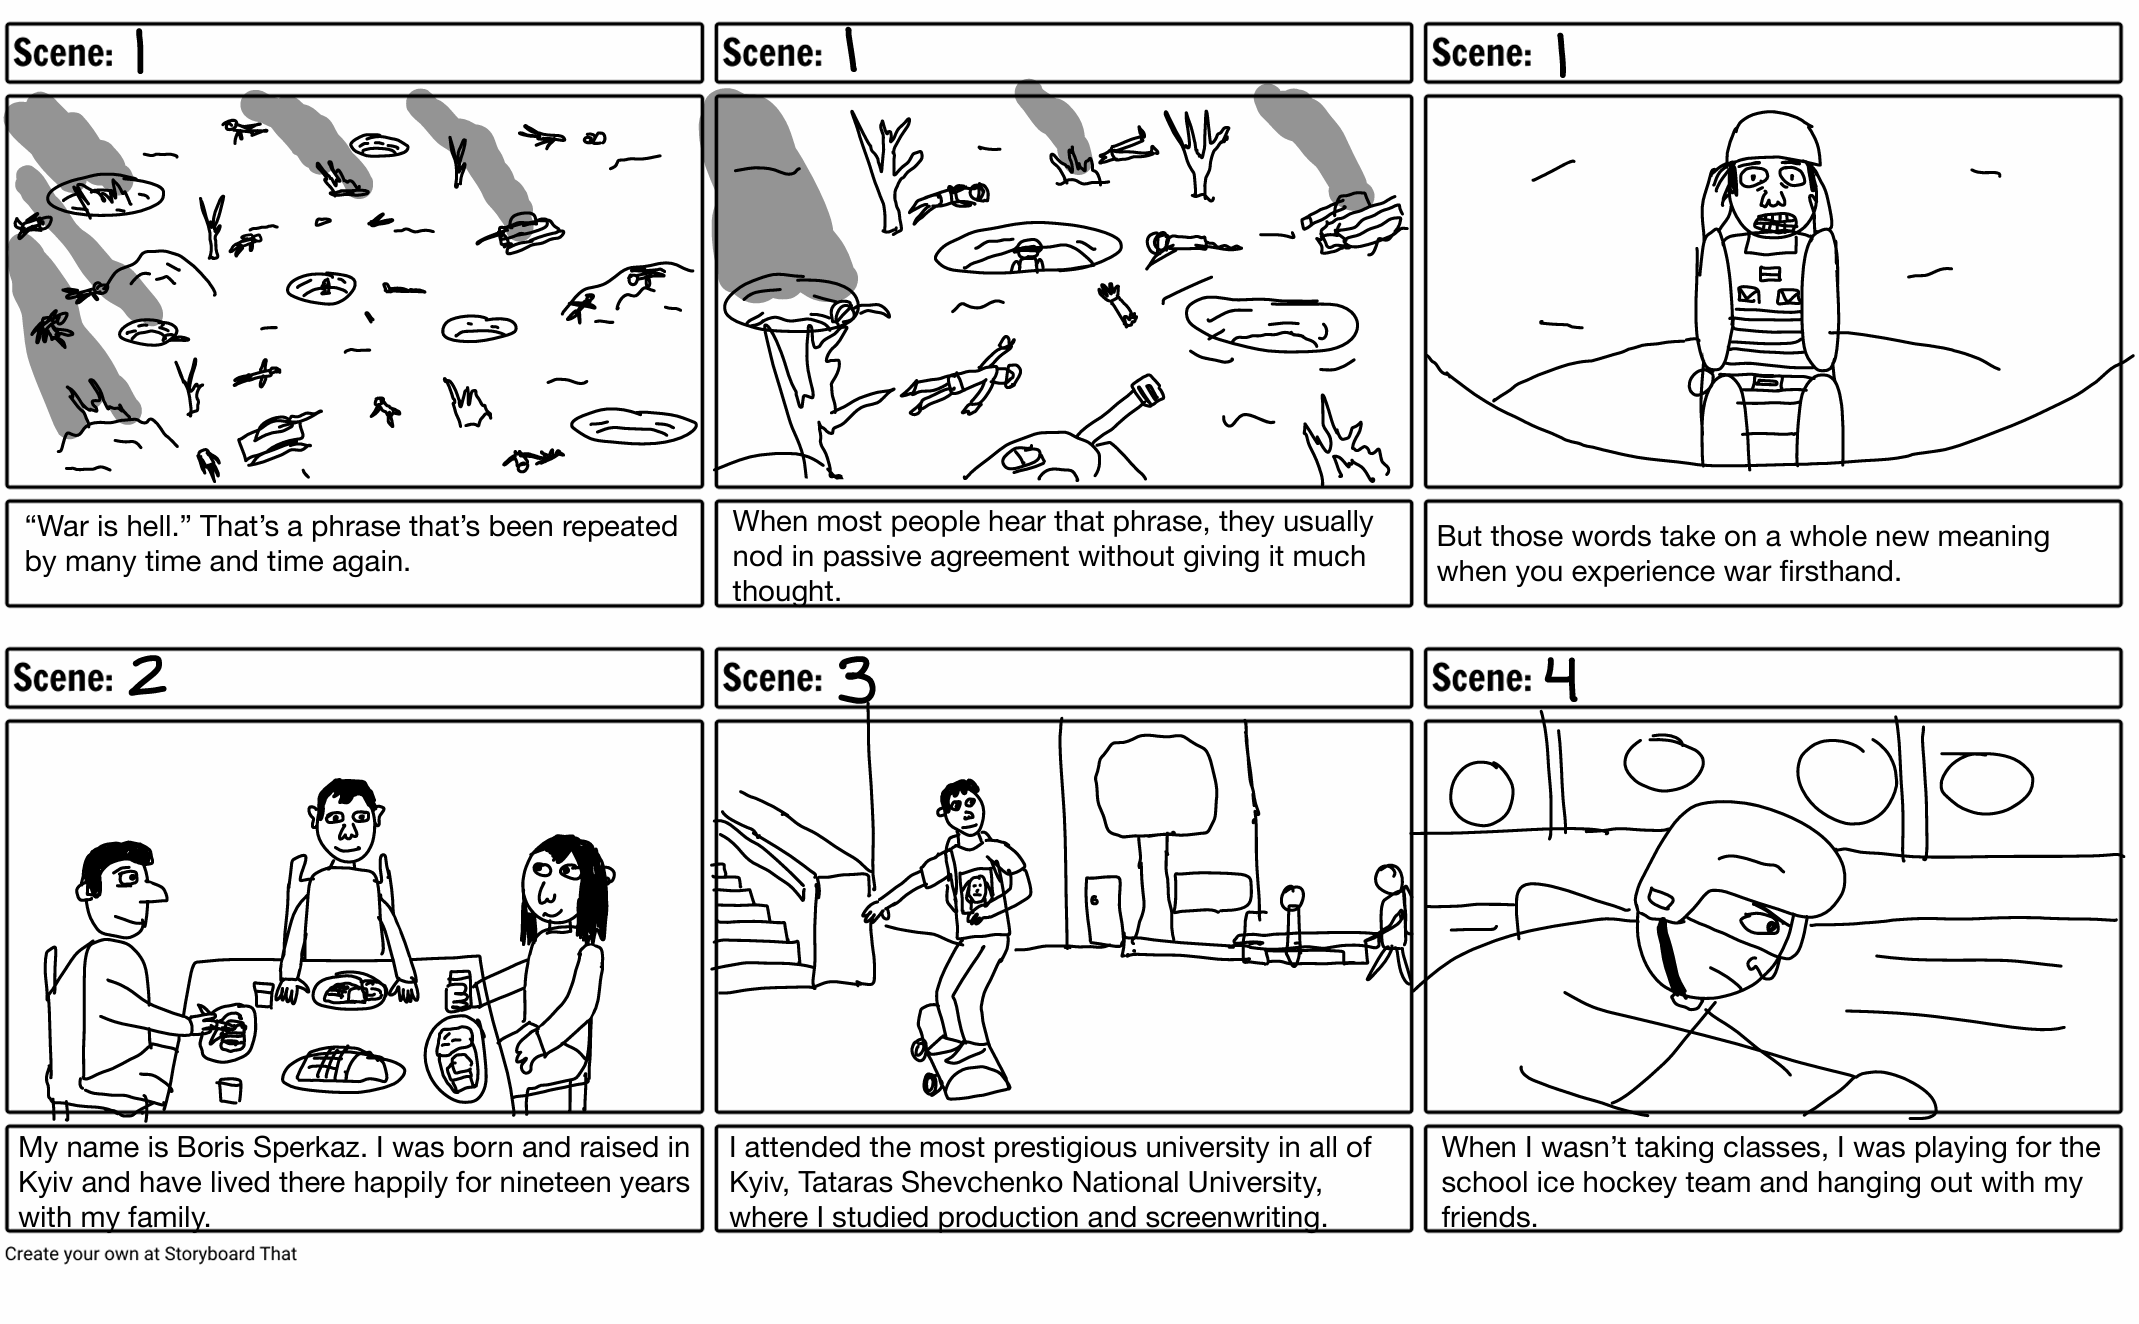 Scene: 1
Scene: 1
Scene: 1
“War is hell.” That’s a phrase that’s been repeated
by many time and time again.
When most people hear that phrase, they usually
nod in passive agreement without giving it much
thought.
But those words take on a whole new meaning
when you experience war firsthand.
Scene: 2
Scene: 3
Scene: 4
My name is Boris Sperkaz. I was born and raised in
Kyiv and have lived there happily for nineteen years
with my family.
I attended the most prestigious university in all of
Kyiv, Tataras Shevchenko National University,
where I studied production and screenwriting.
When I wasn’t taking classes, I was playing for the
school ice hockey team and hanging out with my
friends.
Create your own at Storyboard That